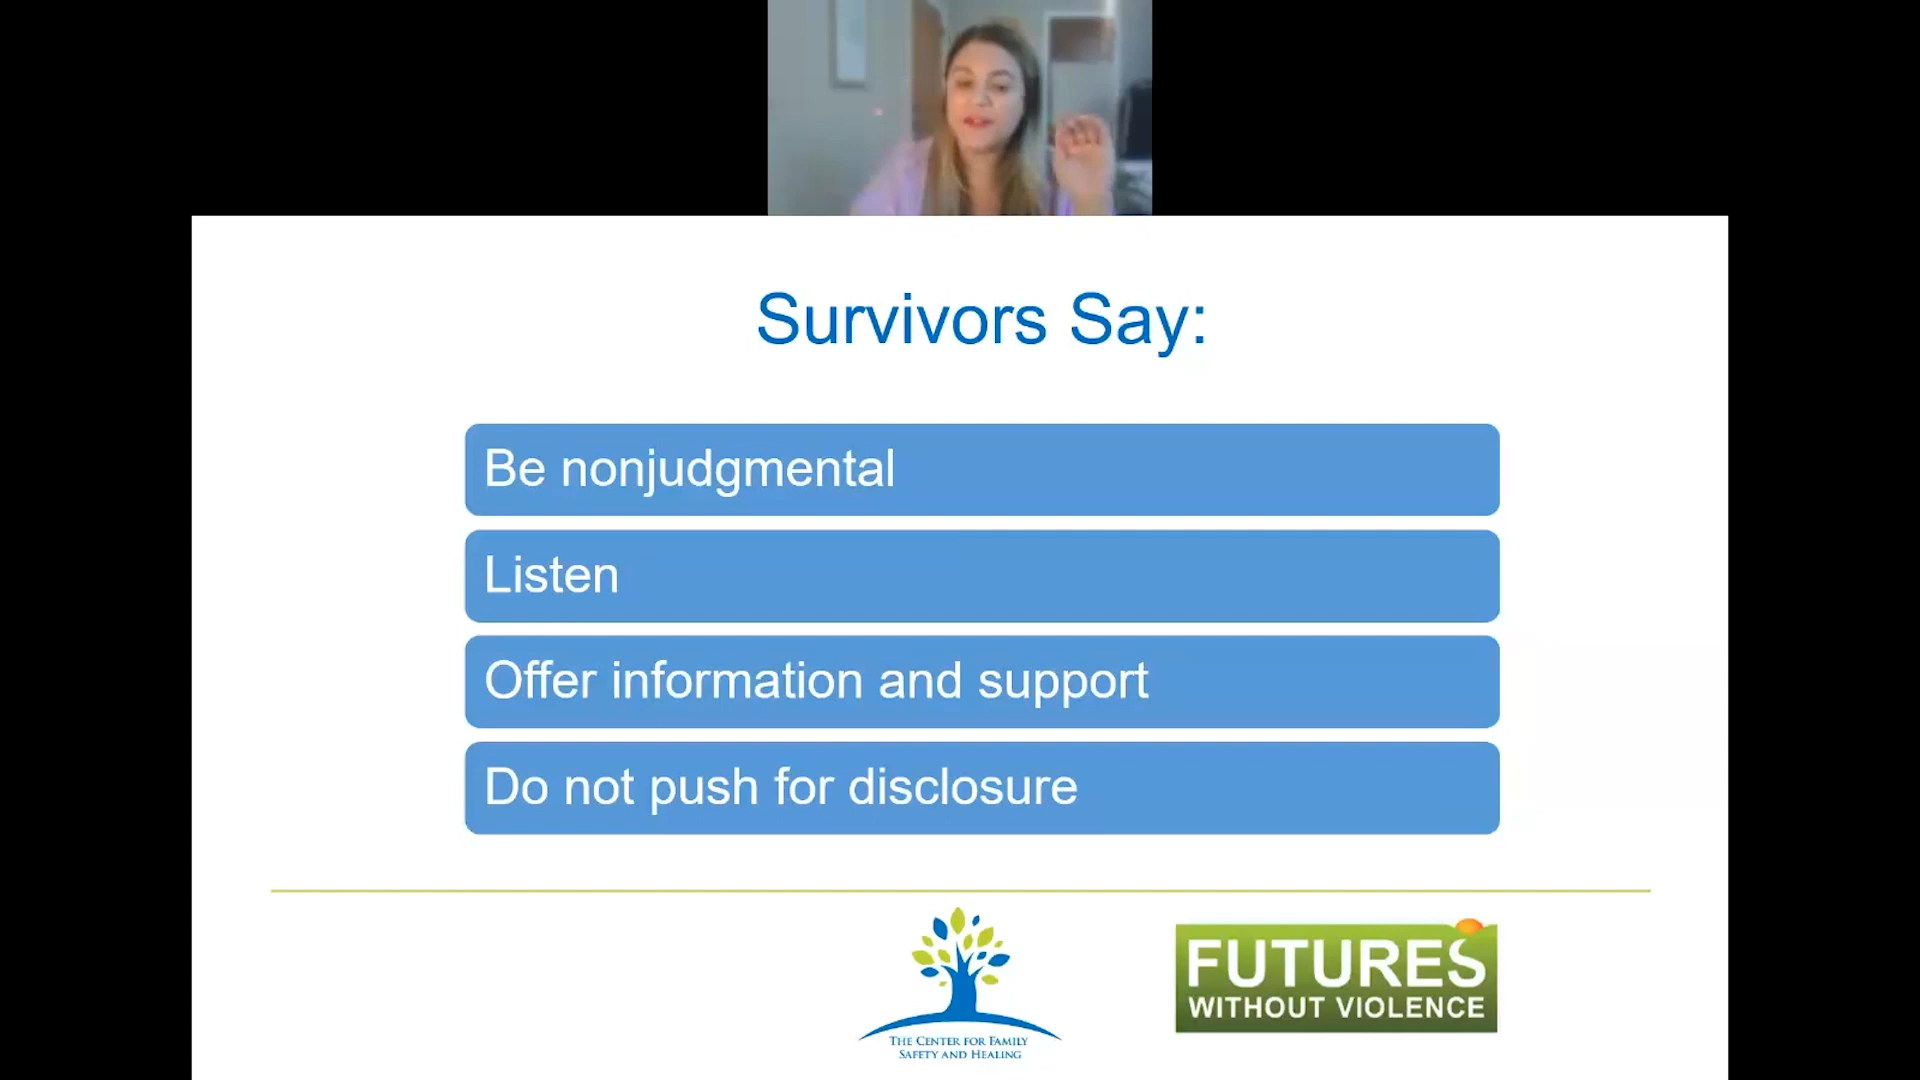 Survivors Say:
Be nonjudgmental
Listen
Offer information and support
Do not push for disclosure
THE CENTER FOR FAMILY
SAFETY AND HEALING
FUTURES
WITHOUT VIOLENCE